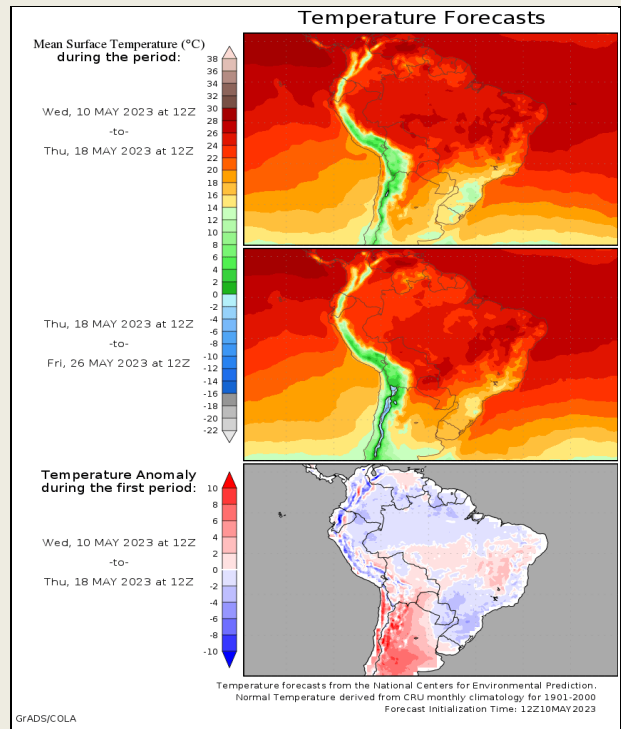 Temperature Forecasts
Mean Surface Temperature (°C)
during the period:
38
36
34
32
30
28
26
24
22
20
18
16
14
12
10
8
6
4
2
0
-2
-4
-6
-8
-10
-12
-14
-16
-18
-20
-22
Wed, 10 MAY 2023 at 12Z
-to-
Thu, 18 MAY 2023 at 12Z
Thu, 18 MAY 2023 at 12Z
-to-
Fri, 26 MAY 2023 at 12Z
Temperature Anomaly
during the first period:
10
8
6
4
2
0
-2
-4
-6
-8
-10
Wed, 10 MAY 2023 at 12Z
-to-
Thu, 18 MAY 2023 at 12Z
Temperature forecasts from the National Centers for Environmental Prediction.
Normal Temperature derived from CRU monthly climatology for 1901-2000
Forecast Initialization Time: 12Z10MAY2023
GrADS/COLA